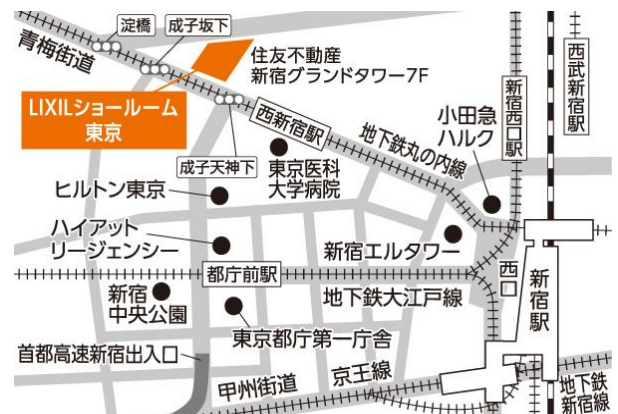 淀橋
成子坂下
青梅街道
住友不動産
新宿グランドタワー7F
LIXILショールーム
東京
西新宿駅
地下鉄丸の内線
小田急
ハルク
新宿西口駅
西武新宿駅
成子天神下
東京医科
大学病院
ヒルトン東京
ハイアット
リージェンシー
新宿エルタワー
都庁前駅
地下鉄大江戸線
西口
新宿駅
新宿
中央公園
東京都庁第一庁舎
首都高速新宿出入口
甲州街道
京王線
地下鉄
新宿線